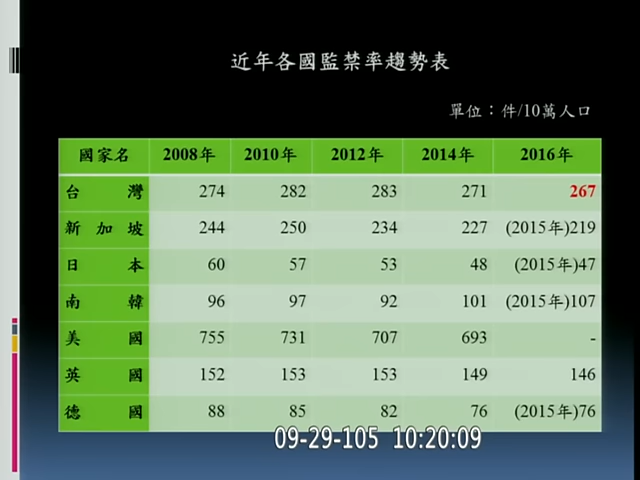 近年各國監禁率趨勢表
單位：件/10萬人口
國家名 2008年 2010年 2012年 2014年 2016年
台灣 274 282 283 271 267
新加坡 244 250 234 227 (2015年)219
日本 60 57 53 48 (2015年)47
南韓 96 97 92 101 (2015年)107
美國 755 731 707 693 -
英國 152 153 153 149 146
德國 88 85 82 76 (2015年)76
09-29-105 10:20:09